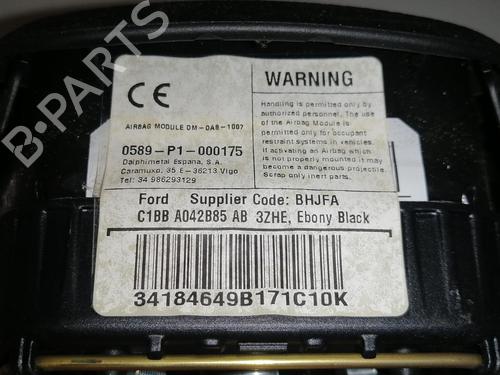 CE
AIRBAG MODULE DM-OAB-1007
0589-P1-000175
Dalphimetal Espana, S.A.
Caramuxo, 35 E-36213 Vigo
Tel: 34 986293129
WARNING
Handling is permitted only by
authorized personnel. The use
of the Airbag Module is
permitted only for occupant
restraint systems in vehicles.
If activating an Airbag which
is not properly mounted it may
become a dangerous projectile.
Scrap only inert parts.
Ford Supplier Code: BHJFA
C1BB A042B85 AB 3ZHE, Ebony Black
34184649B171C10K
B-Parts